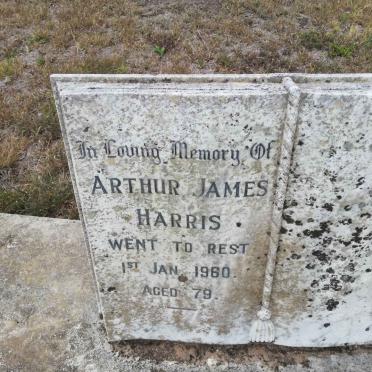 In Loving Memory Of
ARTHUR JAMES
HARRIS
WENT TO REST
1ST JAN. 1960.
AGED 79.